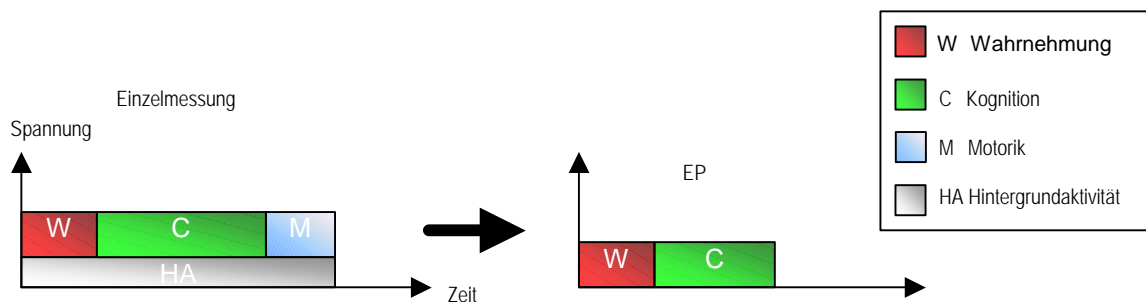 W Wahrnehmung
C Kognition
M Motorik
HA Hintergrundaktivität
Einzelmessung
Spannung
W C M
HA
Zeit
EP
W C